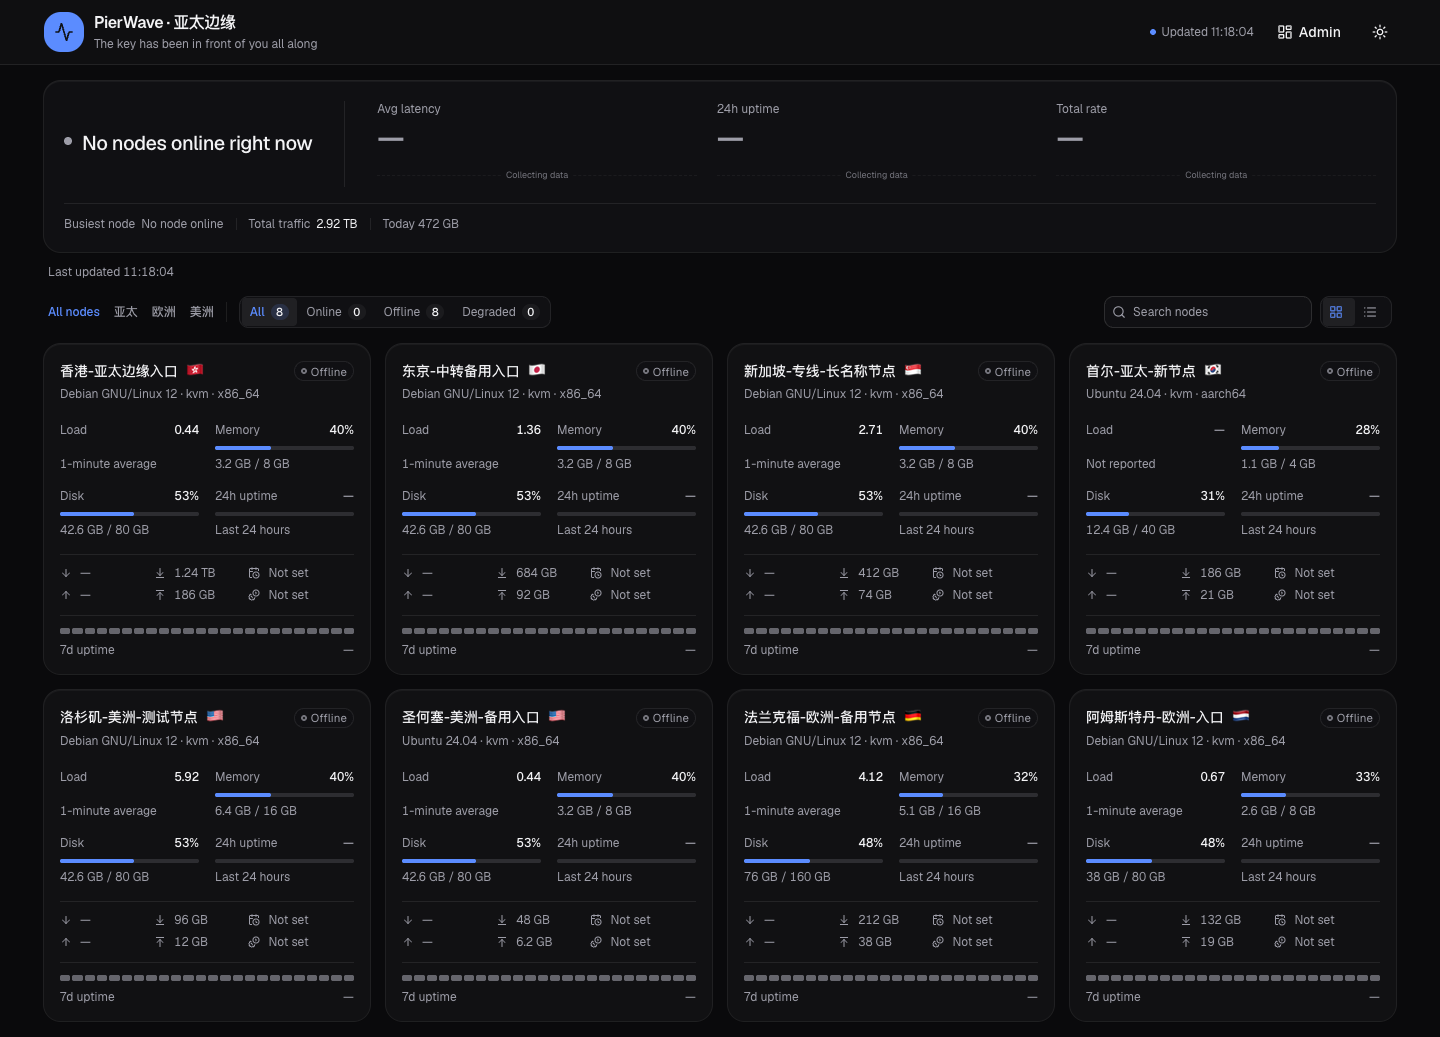 PierWave · 亚太边缘
The key has been in front of you all along
Updated 11:18:04
Admin
No nodes online right now
Avg latency
—
Collecting data
24h uptime
—
Collecting data
Total rate
—
Collecting data
Busiest node No node online
Total traffic 2.92 TB
Today 472 GB
Last updated 11:18:04
All nodes 亚太 欧洲 美洲
All 8 Online 0 Offline 8 Degraded 0
Search nodes
香港-亚太边缘入口
Offline
Debian GNU/Linux 12 · kvm · x86_64
Load 0.44 Memory 40%
1-minute average 3.2 GB / 8 GB
Disk 53% 24h uptime —
42.6 GB / 80 GB Last 24 hours
— 1.24 TB Not set
— 186 GB Not set
7d uptime —
东京-中转备用入口
Offline
Debian GNU/Linux 12 · kvm · x86_64
Load 1.36 Memory 40%
1-minute average 3.2 GB / 8 GB
Disk 53% 24h uptime —
42.6 GB / 80 GB Last 24 hours
— 684 GB Not set
— 92 GB Not set
7d uptime —
新加坡-专线-长名称节点
Offline
Debian GNU/Linux 12 · kvm · x86_64
Load 2.71 Memory 40%
1-minute average 3.2 GB / 8 GB
Disk 53% 24h uptime —
42.6 GB / 80 GB Last 24 hours
— 412 GB Not set
— 74 GB Not set
7d uptime —
首尔-亚太-新节点
Offline
Ubuntu 24.04 · kvm · aarch64
Load — Memory 28%
Not reported 1.1 GB / 4 GB
Disk 31% 24h uptime —
12.4 GB / 40 GB Last 24 hours
— 186 GB Not set
— 21 GB Not set
7d uptime —
洛杉矶-美洲-测试节点
Offline
Debian GNU/Linux 12 · kvm · x86_64
Load 5.92 Memory 40%
1-minute average 6.4 GB / 16 GB
Disk 53% 24h uptime —
42.6 GB / 80 GB Last 24 hours
— 96 GB Not set
— 12 GB Not set
7d uptime —
圣何塞-美洲-备用入口
Offline
Ubuntu 24.04 · kvm · x86_64
Load 0.44 Memory 40%
1-minute average 3.2 GB / 8 GB
Disk 53% 24h uptime —
42.6 GB / 80 GB Last 24 hours
— 48 GB Not set
— 6.2 GB Not set
7d uptime —
法兰克福-欧洲-备用节点
Offline
Debian GNU/Linux 12 · kvm · x86_64
Load 4.12 Memory 32%
1-minute average 5.1 GB / 16 GB
Disk 48% 24h uptime —
76 GB / 160 GB Last 24 hours
— 212 GB Not set
— 38 GB Not set
7d uptime —
阿姆斯特丹-欧洲-入口
Offline
Debian GNU/Linux 12 · kvm · x86_64
Load 0.67 Memory 33%
1-minute average 2.6 GB / 8 GB
Disk 48% 24h uptime —
38 GB / 80 GB Last 24 hours
— 132 GB Not set
— 19 GB Not set
7d uptime —